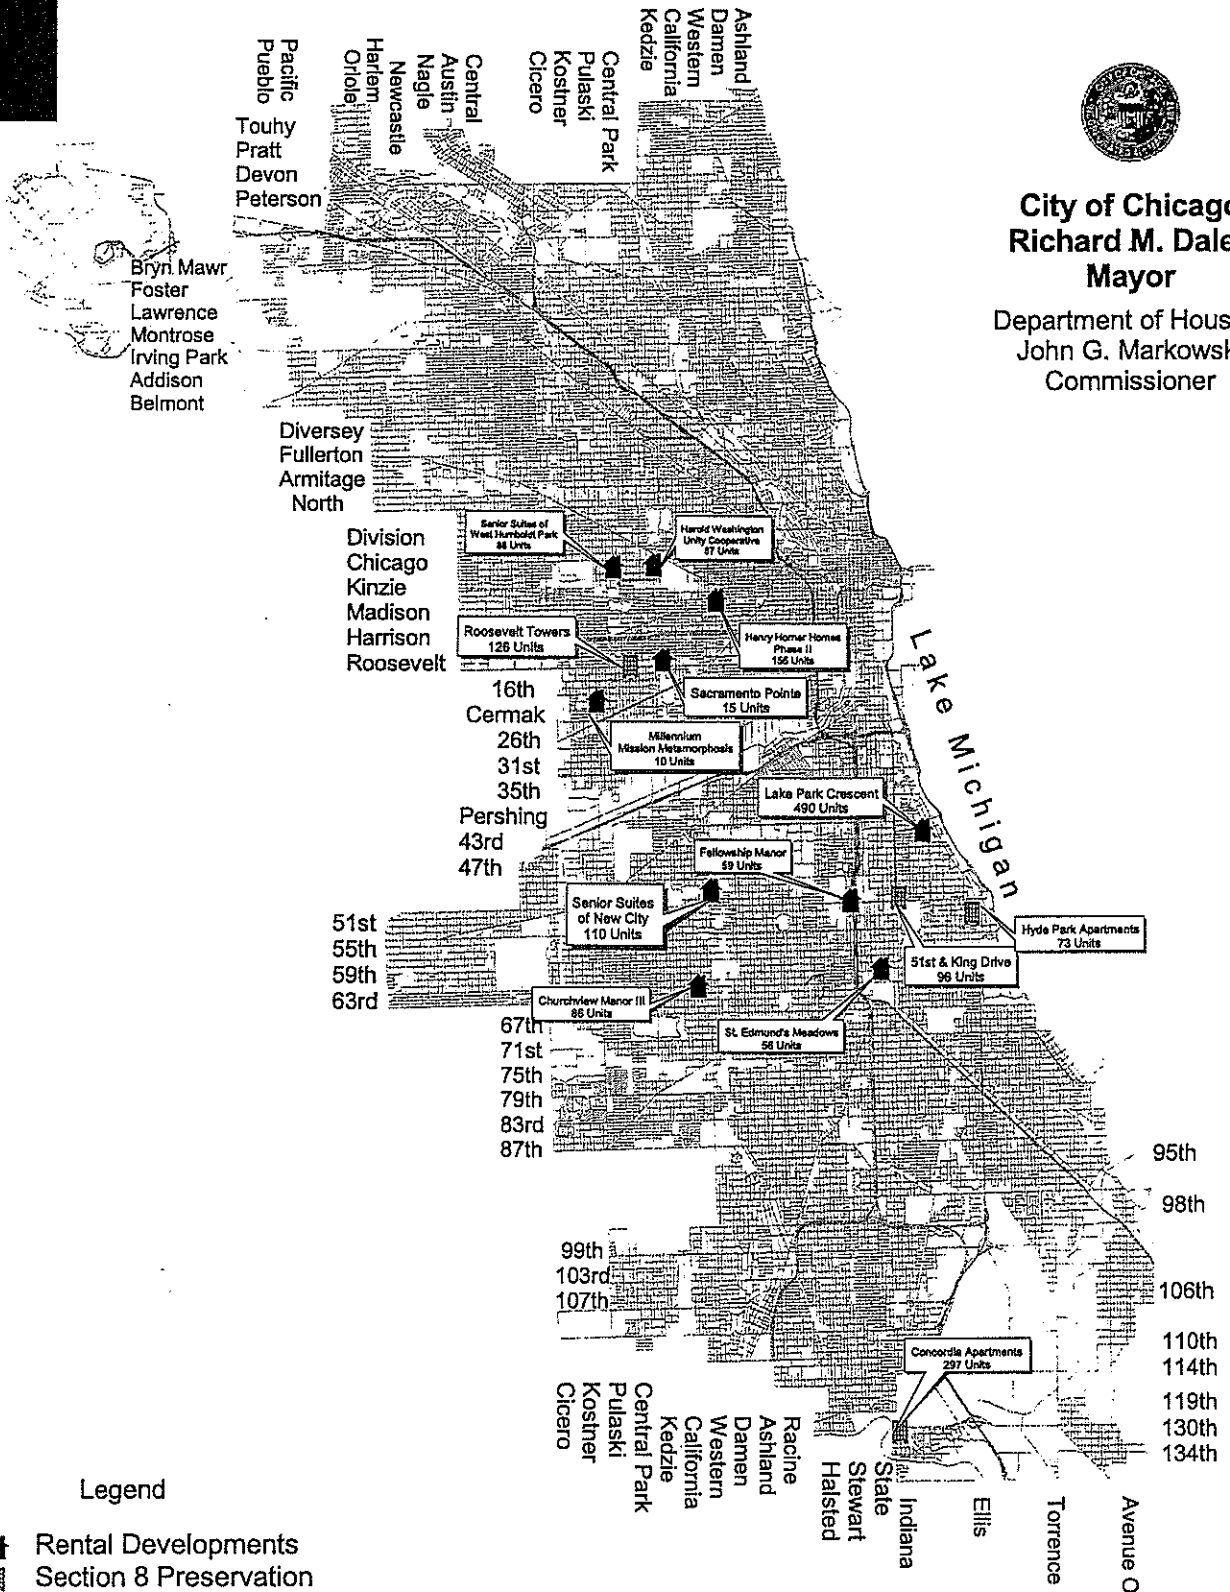 Ashland
Damen
Western
California
Kedzie
Central Park
Pulaski
Kostner
Cicero
Central
Austin
Nagle
Newcastle
Harlem
Oriole
Pacific
Pueblo
Touhy
Pratt
Devon
Peterson
Bryn Mawr
Foster
Lawrence
Montrose
Irving Park
Addison
Belmont
Diversey
Fullerton
Armitage
North
Division
Chicago
Kinzie
Madison
Harrison
Roosevelt
16th
Cermak
26th
31st
35th
Pershing
43rd
47th
51st
55th
59th
63rd
67th
71st
75th
79th
83rd
87th
99th
103rd
107th
City of Chicago
Richard M. Dale
Mayor
Department of Hous
John G. Markowsk
Commissioner
Senior Suites of
West Humboldt Park
Units
Harold Washington
Unity Cooperative
87 Units
Henry Horner Homes
Phase II
Units
Roosevelt Towers
126 Units
Sacramento Pointe
15 Units
Millennium
Mission Metamorphosis
10 Units
Lake Michigan
Lake Park Crescent
490 Units
Fellowship Manor
59 Units
Senior Suites
of New City
110 Units
Hyde Park Apartments
73 Units
51st & King Drive
96 Units
Churchview Manor III
86 Units
St. Edmund's Meadows
56 Units
Concordia Apartments
297 Units
95th
98th
106th
110th
114th
119th
130th
134th
Cicero
Kostner
Pulaski
Central Park
Kedzie
California
Western
Damen
Ashland
Racine
Halsted
Stewart
State
Indiana
Ellis
Torrence
Avenue O
Legend
Rental Developments
Section 8 Preservation